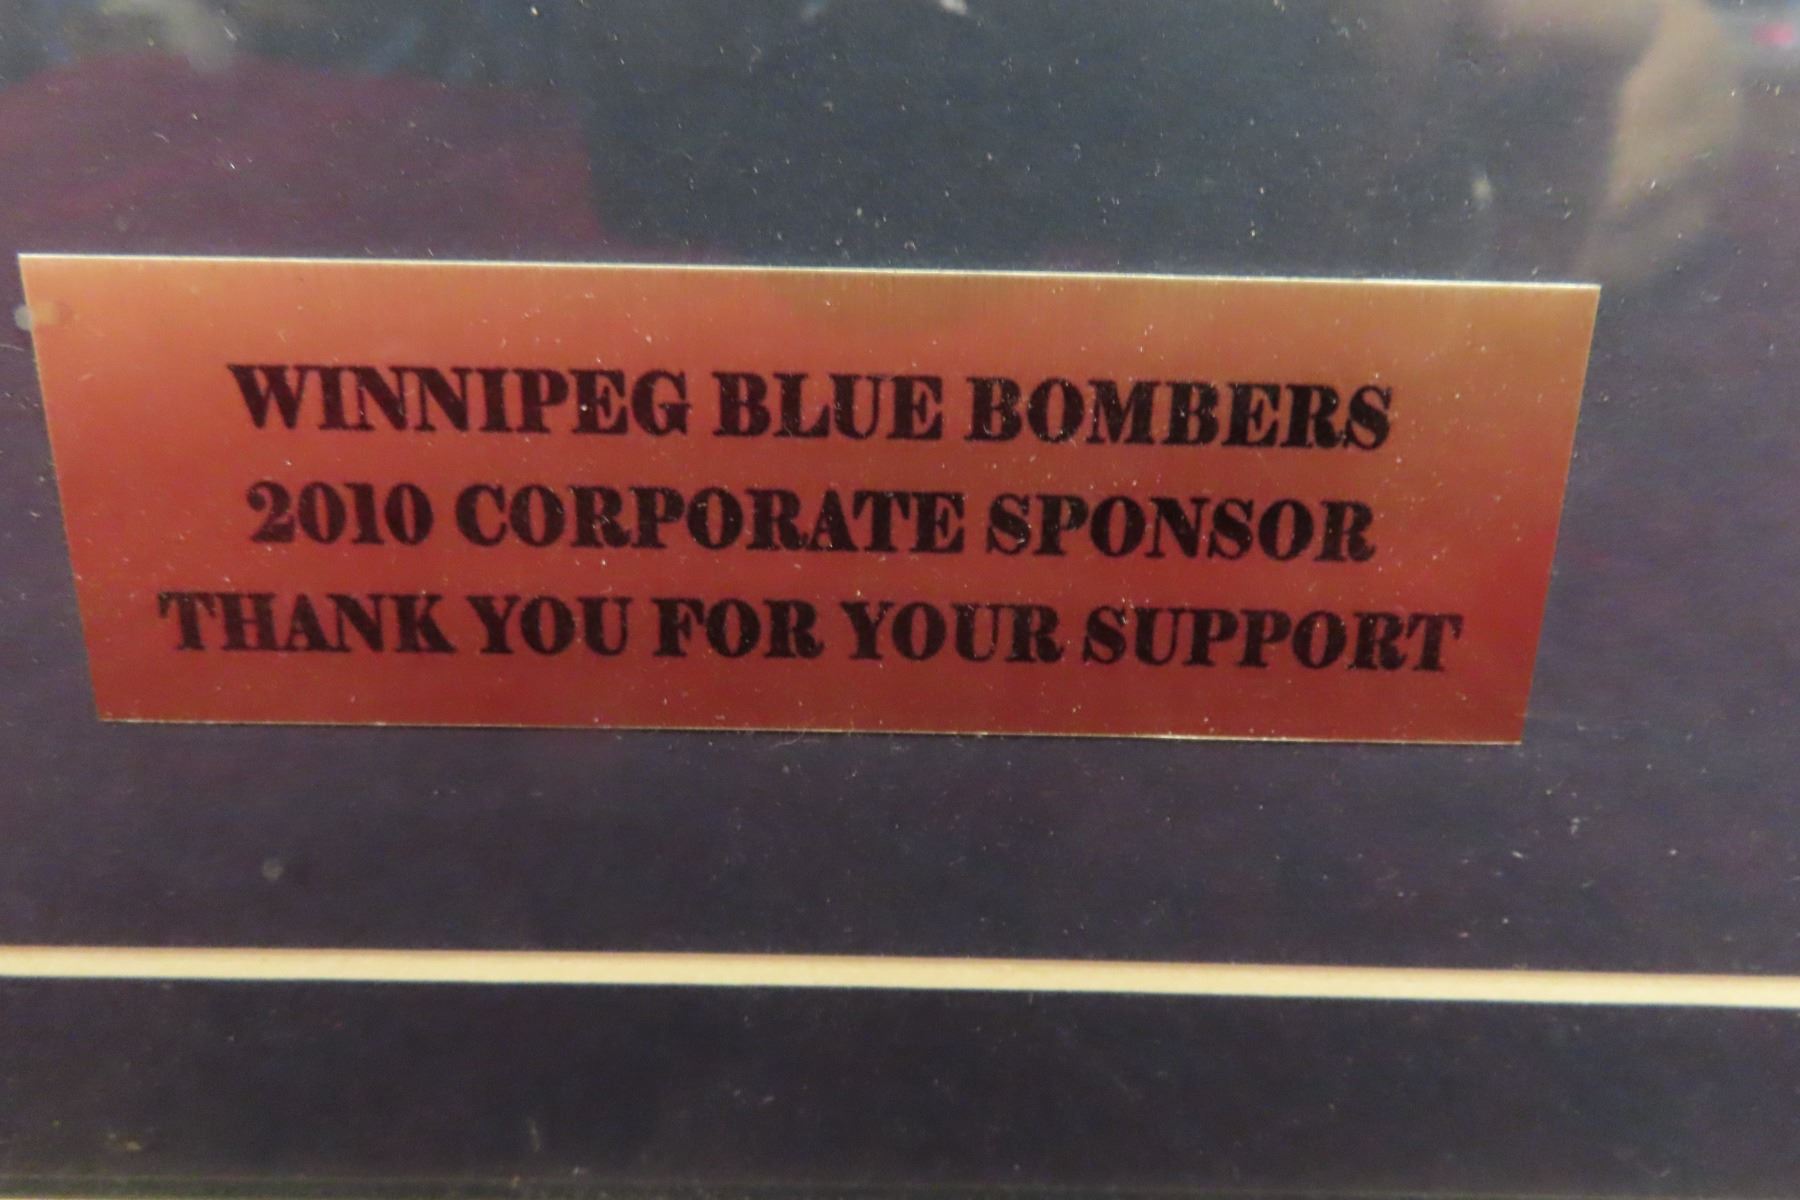 WINNIPEG BLUE BOMBERS
2010 CORPORATE SPONSOR
THANK YOU FOR YOUR SUPPORT